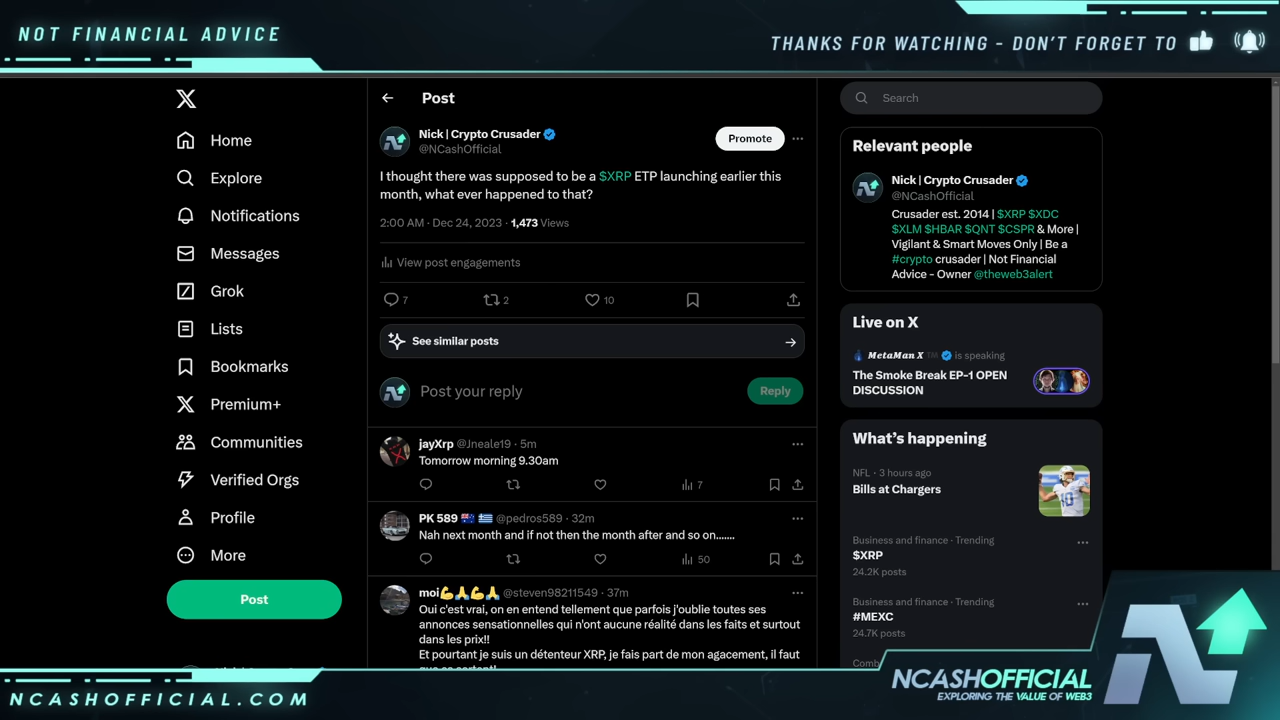 NOT FINANCIAL ADVICE
THANKS FOR WATCHING - DON'T FORGET TO
Home
Explore
Notifications
Messages
Grok
Lists
Bookmarks
Premium+
Communities
Verified Orgs
Profile
More
Post
Post
Nick | Crypto Crusader
@NCashOfficial
Promote
I thought there was supposed to be a $XRP ETP launching earlier this
month, what ever happened to that?
2:00 AM · Dec 24, 2023 · 1,473 Views
View post engagements
7
2
10
See similar posts
Post your reply
Reply
jayXrp @Jneale19 · 5m
Tomorrow morning 9.30am
7
PK 589 🇦🇺 🇬🇷 @pedros589 · 32m
Nah next month and if not then the month after and so on.......
50
moi💪🙏💪🙏 @steven98211549 · 37m
Oui c'est vrai, on en entend tellement que parfois j'oublie toutes ses
annonces sensationnelles qui n'ont aucune réalité dans les faits et surtout
dans les prix!!
Et pourtant je suis un détenteur XRP, je fais part de mon agacement, il faut
Search
Relevant people
Nick | Crypto Crusader
@NCashOfficial
Crusader est. 2014 | $XRP $XDC
$XLM $HBAR $QNT $CSPR & More |
Vigilant & Smart Moves Only | Be a
#crypto crusader | Not Financial
Advice - Owner @theweb3alert
Live on X
MetaMan X TM is speaking
The Smoke Break EP-1 OPEN
DISCUSSION
What's happening
NFL · 3 hours ago
Bills at Chargers
Business and finance · Trending
$XRP
24.2K posts
Business and finance · Trending
#MEXC
24.7K posts
NCASHOFFICIAL.COM
NCASHOFFICIAL
EXPLORING THE VALUE OF WEB3